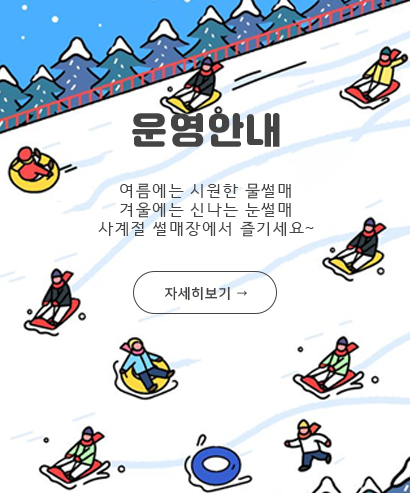 운영안내
여름에는 시원한 물썰매
겨울에는 신나는 눈썰매
사계절 썰매장에서 즐기세요~
자세히보기 →